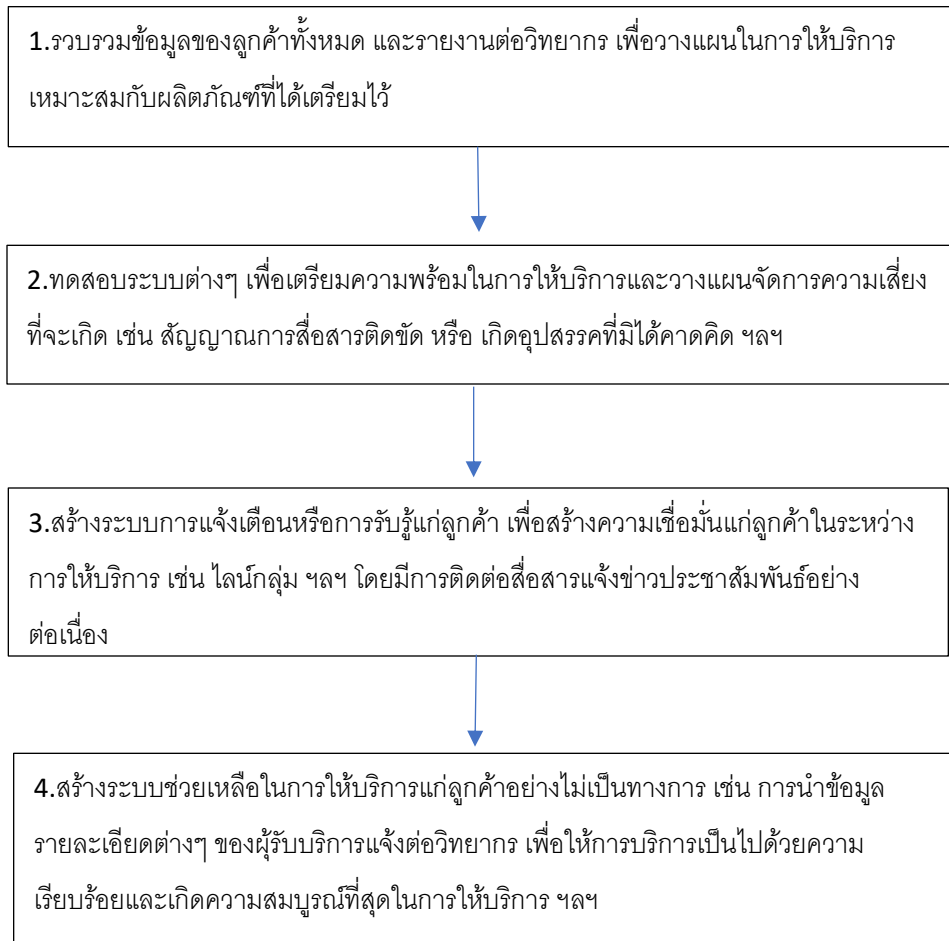 1.รวบรวมข้อมูลของลูกค้าทั้งหมด และรายงานต่อวิทยากร เพื่อวางแผนในการให้บริการ
เหมาะสมกับผลิตภัณฑ์ที่ได้เตรียมไว้
2.ทดสอบระบบต่างๆ เพื่อเตรียมความพร้อมในการให้บริการและวางแผนจัดการความเสี่ยง
ที่จะเกิด เช่น สัญญาณการสื่อสารติดขัด หรือ เกิดอุปสรรคที่มิได้คาดคิด ฯลฯ
3.สร้างระบบการแจ้งเตือนหรือการรับรู้แก่ลูกค้า เพื่อสร้างความเชื่อมั่นแก่ลูกค้าในระหว่าง
การให้บริการ เช่น ไลน์กลุ่ม ฯลฯ โดยมีการติดต่อสื่อสารแจ้งข่าวประชาสัมพันธ์อย่าง
ต่อเนื่อง
4.สร้างระบบช่วยเหลือในการให้บริการแก่ลูกค้าอย่างไม่เป็นทางการ เช่น การนำข้อมูล
รายละเอียดต่างๆ ของผู้รับบริการแจ้งต่อวิทยากร เพื่อให้การบริการเป็นไปด้วยความ
เรียบร้อยและเกิดความสมบูรณ์ที่สุดในการให้บริการ ฯลฯ